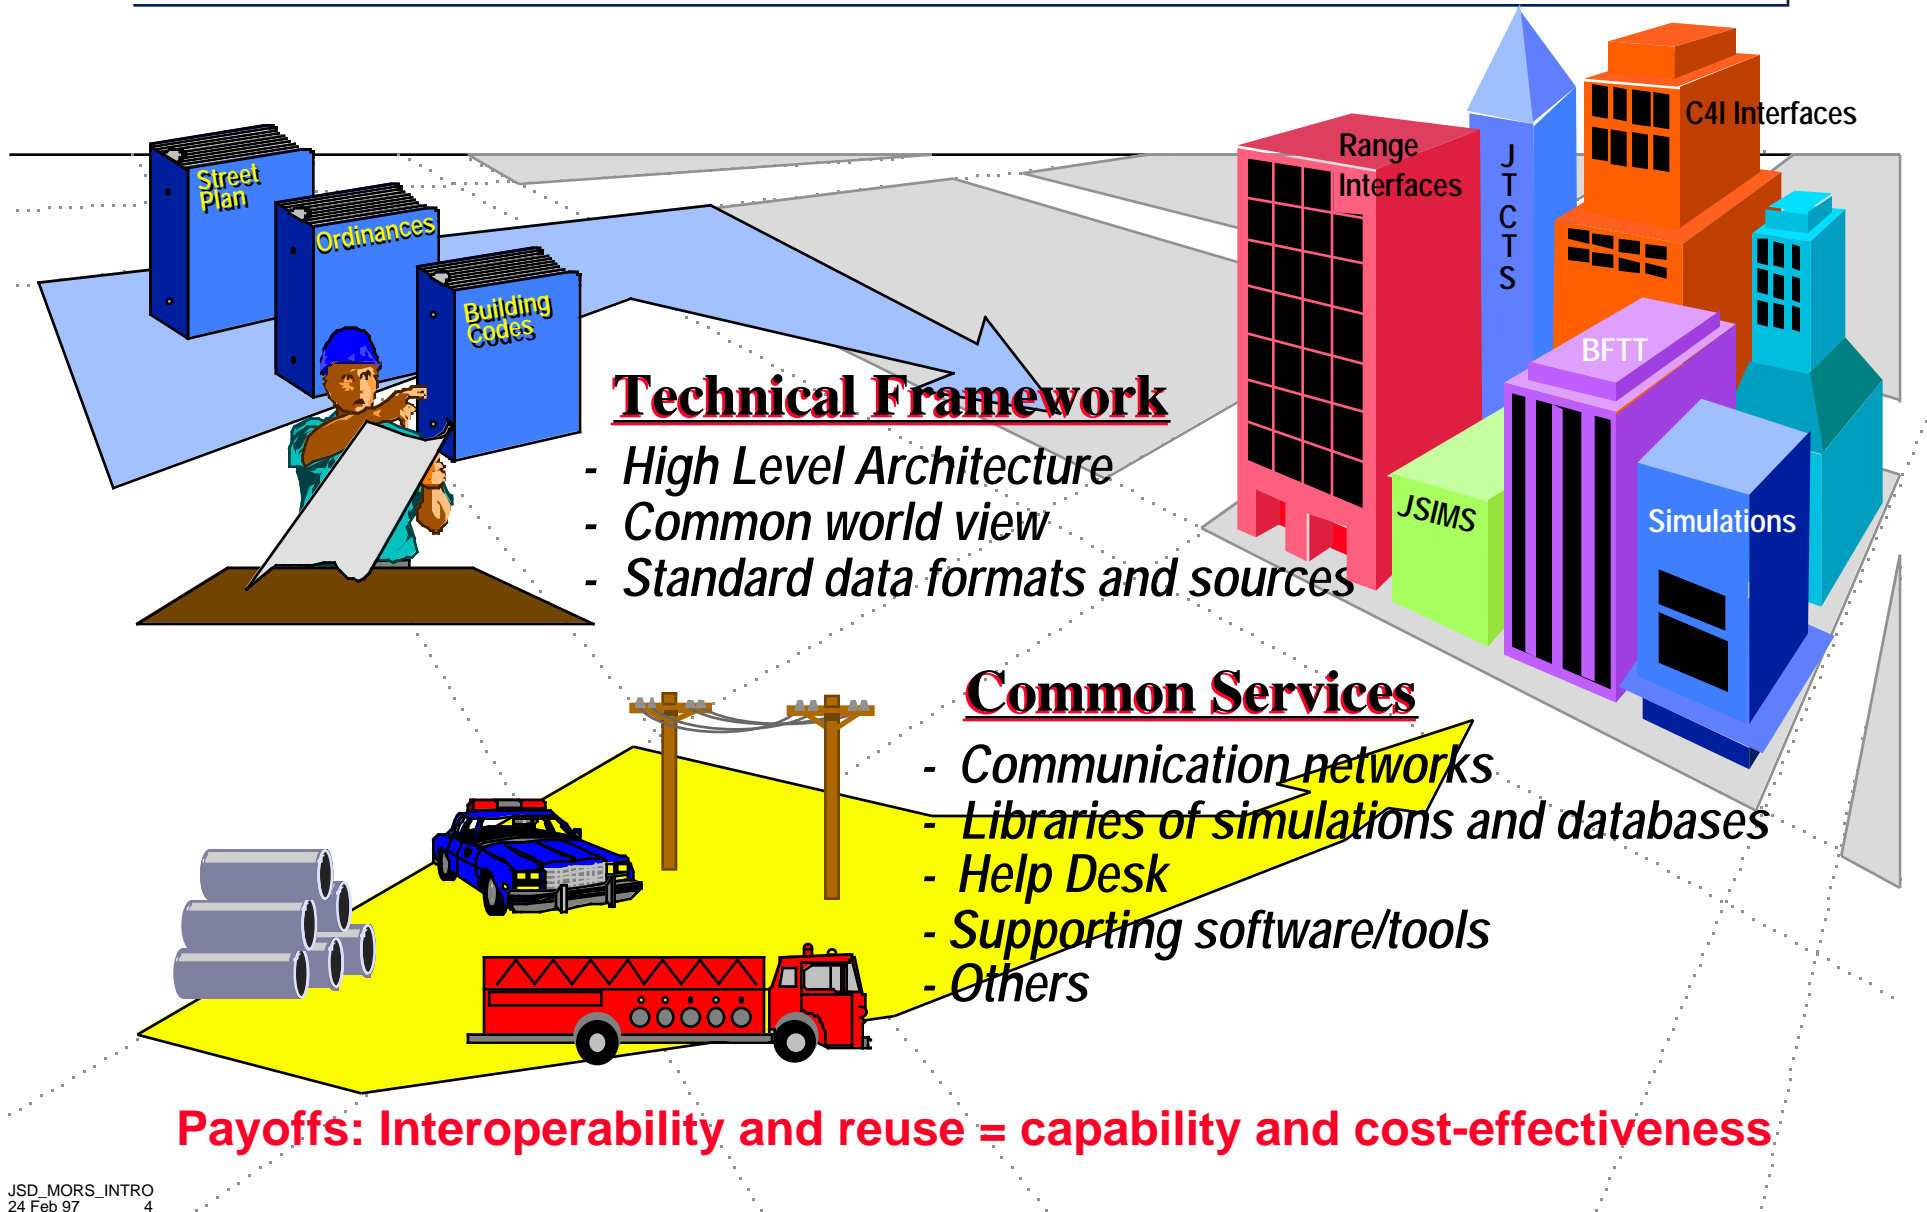 Street
Plan
Ordinances
Building
Codes
Range
Interfaces
JTCTS
C4I Interfaces
BFTT
JSIMS
Simulations
Technical Framework
- High Level Architecture
- Common world view
- Standard data formats and sources
Common Services
- Communication networks
- Libraries of simulations and databases
- Help Desk
- Supporting software/tools
- Others
Payoffs: Interoperability and reuse = capability and cost-effectiveness
JSD_MORS_INTRO
24 Feb 97 4